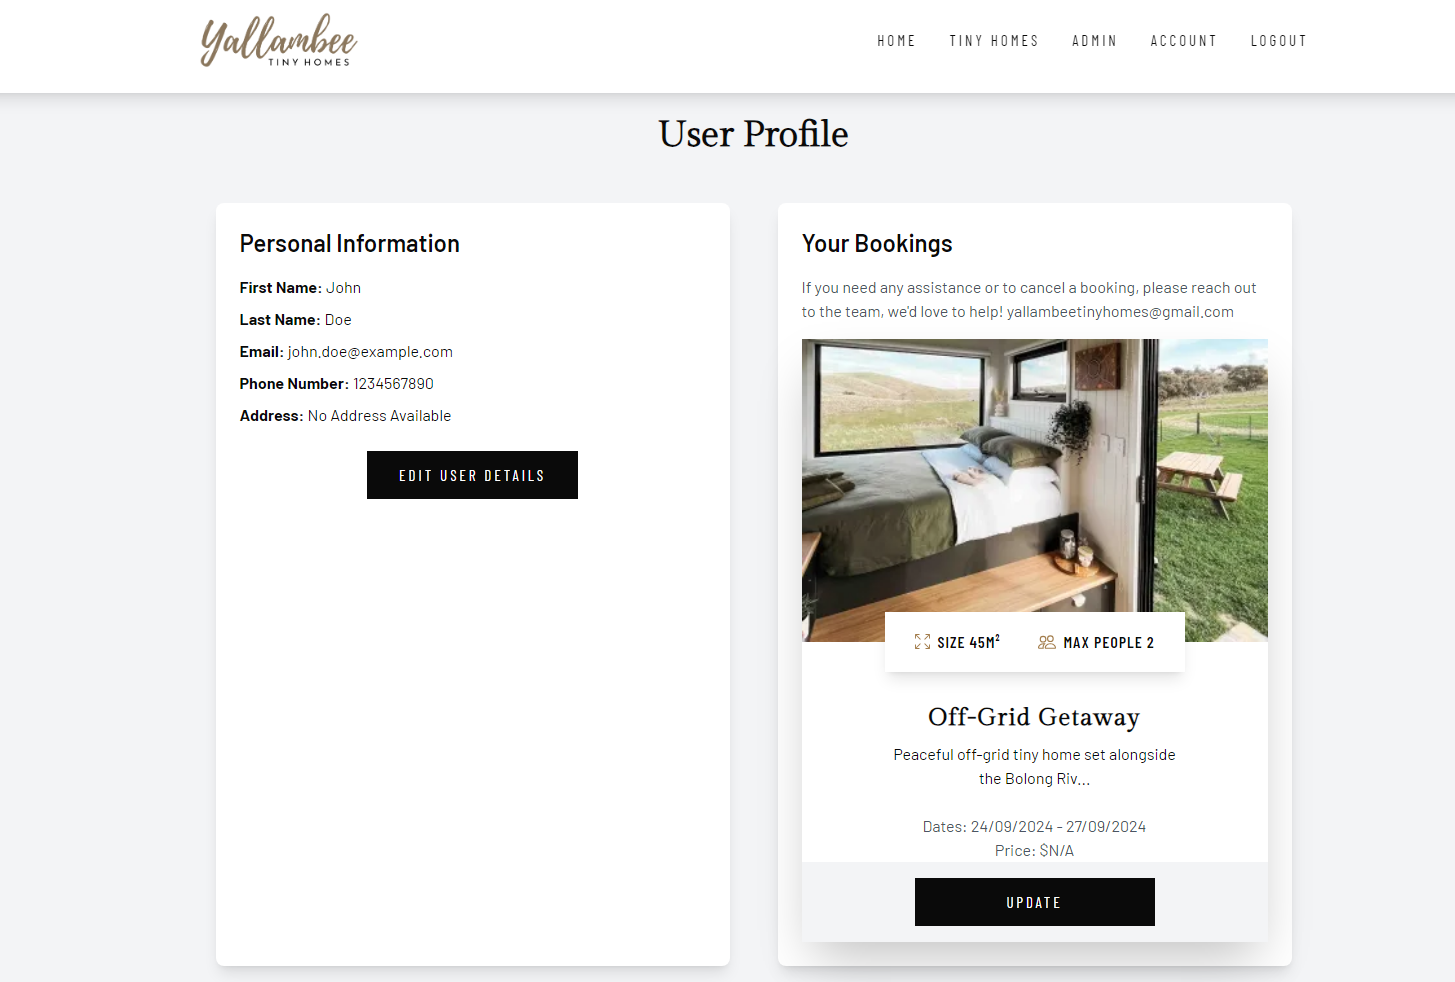 Yallambee
TINY HOMES
HOME TINY HOMES ADMIN ACCOUNT LOGOUT
User Profile
Personal Information
First Name: John
Last Name: Doe
Email: john.doe@example.com
Phone Number: 1234567890
Address: No Address Available
EDIT USER DETAILS
Your Bookings
If you need any assistance or to cancel a booking, please reach out
to the team, we'd love to help! yallambeetinyhomes@gmail.com
SIZE 45M² MAX PEOPLE 2
Off-Grid Getaway
Peaceful off-grid tiny home set alongside
the Bolong Riv...
Dates: 24/09/2024 - 27/09/2024
Price: $N/A
UPDATE